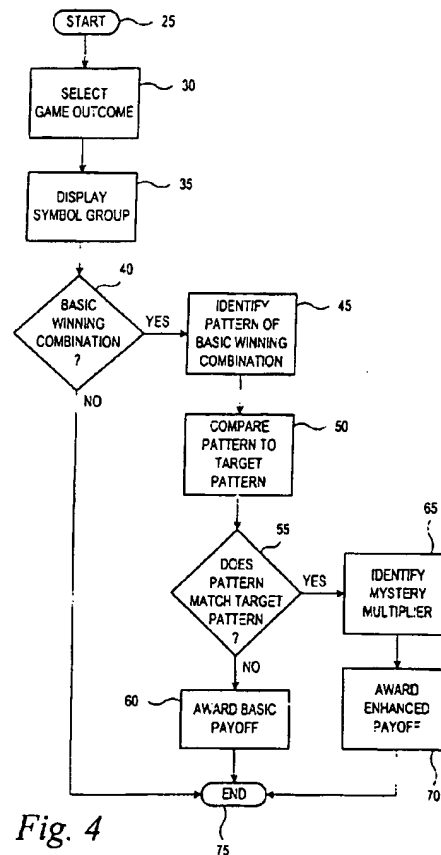 START
25
30
SELECT
GAME OUTCOME
35
DISPLAY
SYMBOL GROUP
40
BASIC
WINNING
COMBINATION
?
YES
NO
45
IDENTIFY
PATTERN OF
BASIC WINNING
COMBINATION
50
COMPARE
PATTERN TO
TARGET
PATTERN
55
DOES
PATTERN
MATCH TARGET
PATTERN
?
YES
NO
65
IDENTIFY
MYSTERY
MULTIPLIER
60
AWARD BASIC
PAYOFF
AWARD
ENHANCED
PAYOFF
70
END
75
Fig. 4